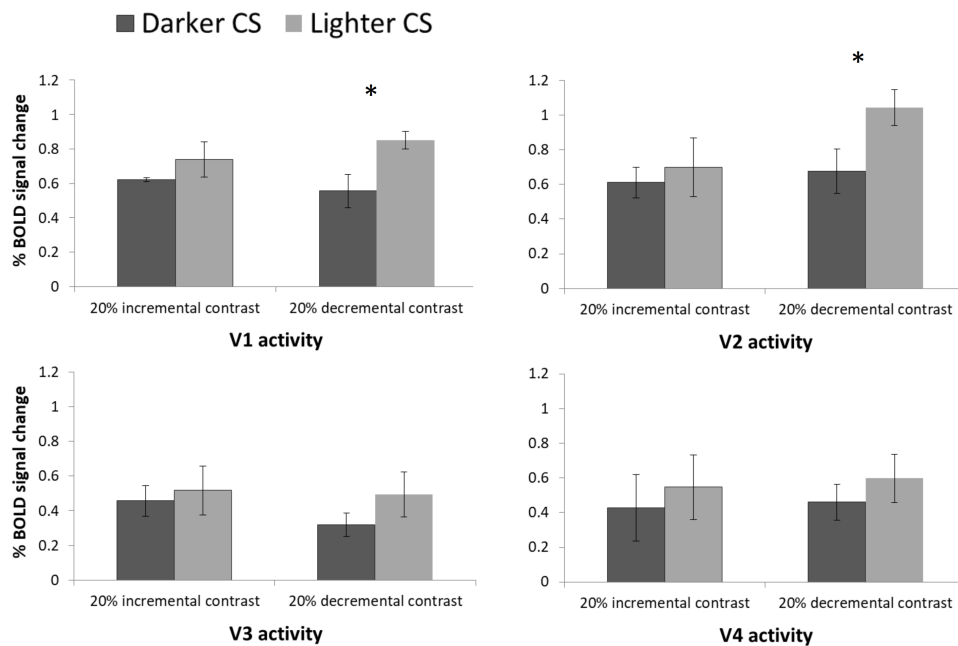 Darker CS Lighter CS
% BOLD signal change
1.2
1
0.8
0.6
0.4
0.2
0
*
20% incremental contrast 20% decremental contrast
V1 activity
1.2
1
0.8
0.6
0.4
0.2
0
*
20% incremental contrast 20% decremental contrast
V2 activity
% BOLD signal change
1.2
1
0.8
0.6
0.4
0.2
0
20% incremental contrast 20% decremental contrast
V3 activity
1.2
1
0.8
0.6
0.4
0.2
0
20% incremental contrast 20% decremental contrast
V4 activity